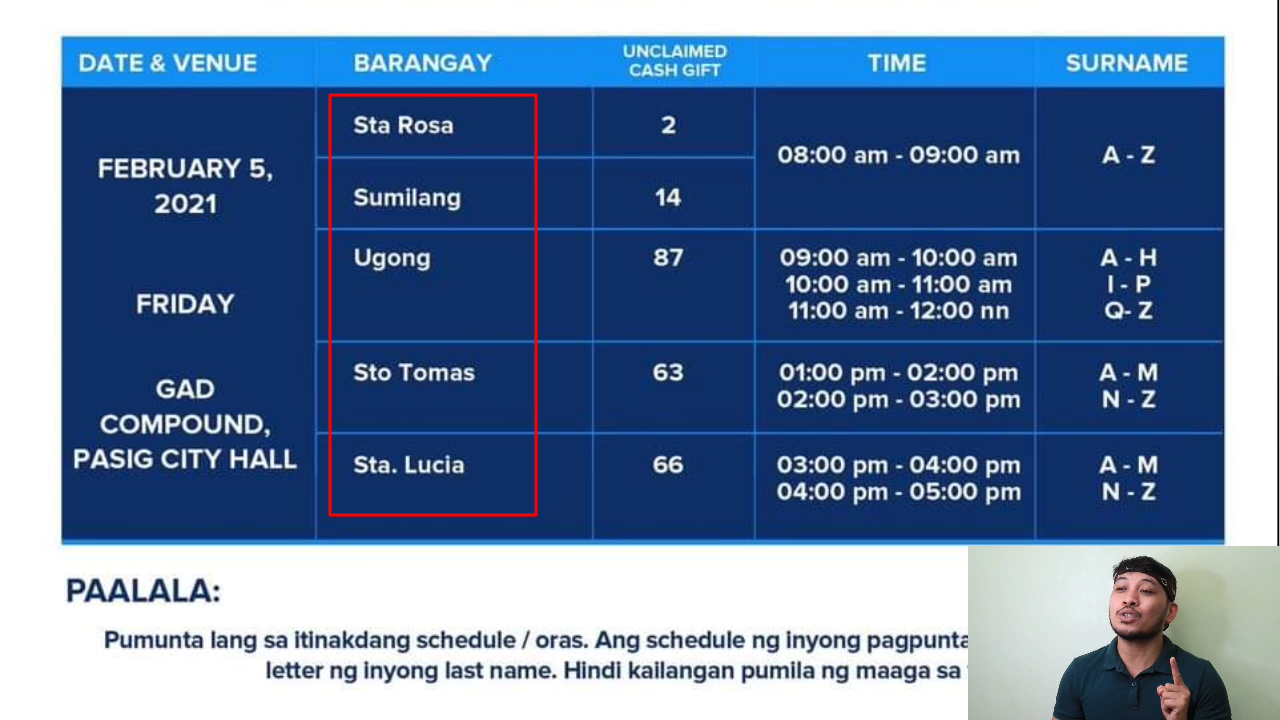 DATE & VENUE
BARANGAY
UNCLAIMED
CASH GIFT
TIME
SURNAME
FEBRUARY 5,
2021
FRIDAY
GAD
COMPOUND,
PASIG CITY HALL
Sta Rosa
2
08:00 am - 09:00 am
A - Z
Sumilang
14
Ugong
87
09:00 am - 10:00 am
A - H
10:00 am - 11:00 am
I - P
11:00 am - 12:00 nn
Q- Z
Sto Tomas
63
01:00 pm - 02:00 pm
A - M
02:00 pm - 03:00 pm
N - Z
Sta. Lucia
66
03:00 pm - 04:00 pm
A - M
04:00 pm - 05:00 pm
N - Z
PAALALA:
Pumunta lang sa itinakdang schedule / oras. Ang schedule ng inyong pagpunta
letter ng inyong last name. Hindi kailangan pumila ng maaga sa